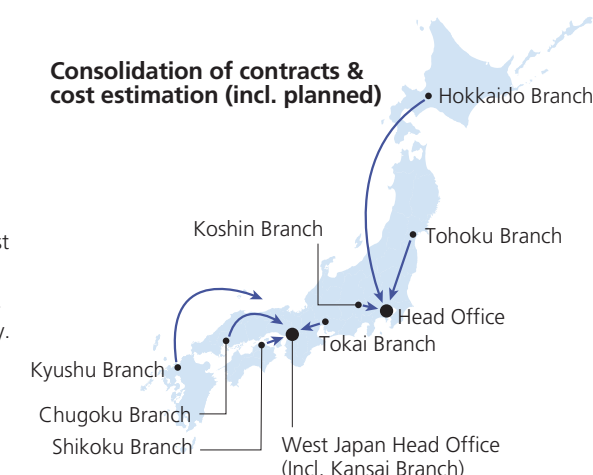 Consolidation of contracts &
cost estimation (incl. planned)
Hokkaido Branch
Koshin Branch
Tohoku Branch
st
Head Office
y.
Tokai Branch
Kyushu Branch
Chugoku Branch
Shikoku Branch
West Japan Head Office
(Incl. Kansai Branch)